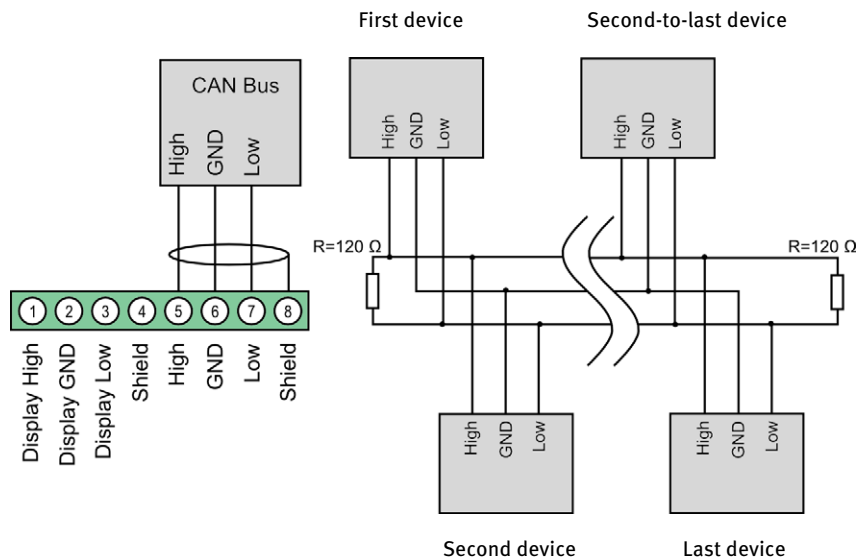 First device
Second-to-last device
CAN Bus
High
GND
Low
High
GND
Low
High
GND
Low
R=120 Ω
R=120 Ω
1
2
3
4
5
6
7
8
Display High
Display GND
Display Low
Shield
High
GND
Low
Shield
High
GND
Low
High
GND
Low
Second device
Last device